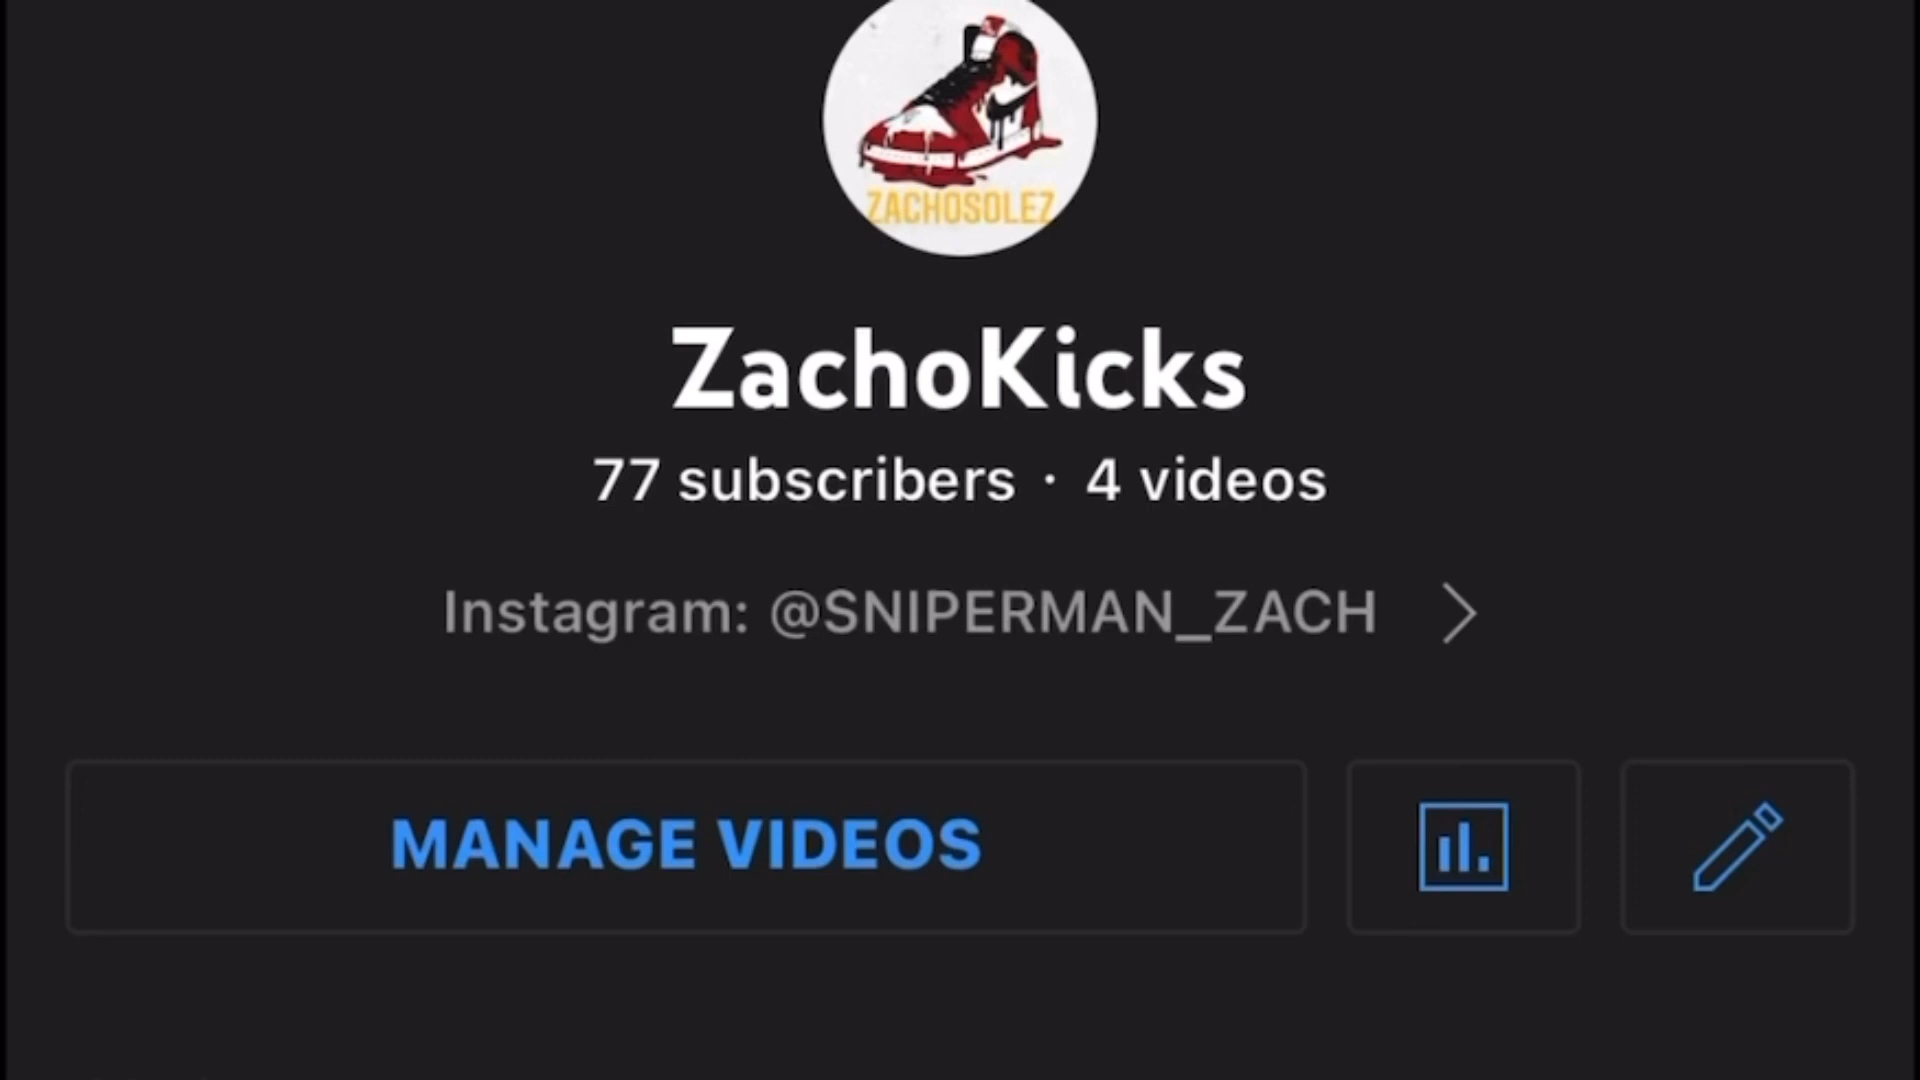 ZACHOSOLEZ
ZachoKicks
77 subscribers · 4 videos
Instagram: @SNIPERMAN_ZACH
MANAGE VIDEOS